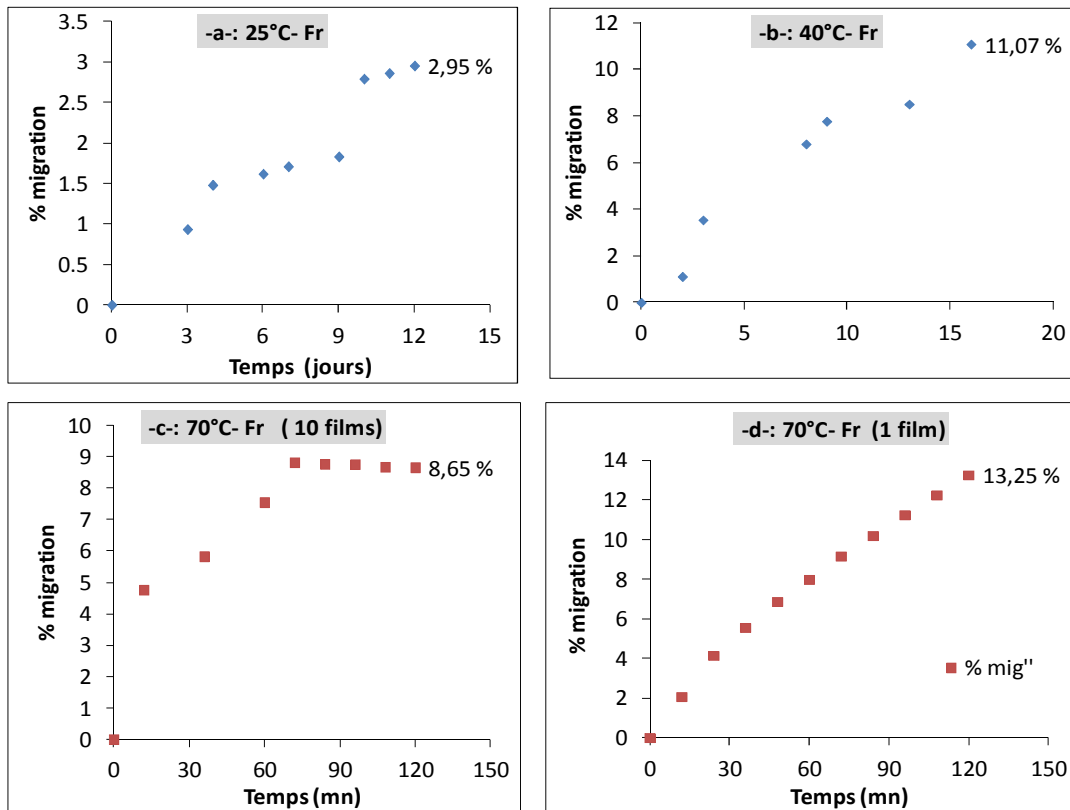 -a-: 25°C- Fr
3.5
3
2.5
2
1.5
1
0.5
0
% migration
2,95 %
0 3 6 9 12 15
Temps (jours)
-b-: 40°C- Fr
12
10
8
6
4
2
0
% migration
11,07 %
0 5 10 15 20
-c-: 70°C- Fr ( 10 films)
10
9
8
7
6
5
4
3
2
1
0
% migration
8,65 %
0 30 60 90 120 150
Temps (mn)
-d-: 70°C- Fr (1 film)
14
12
10
8
6
4
2
0
% migration
13,25 %
% mig''
0 30 60 90 120 150
Temps (mn)